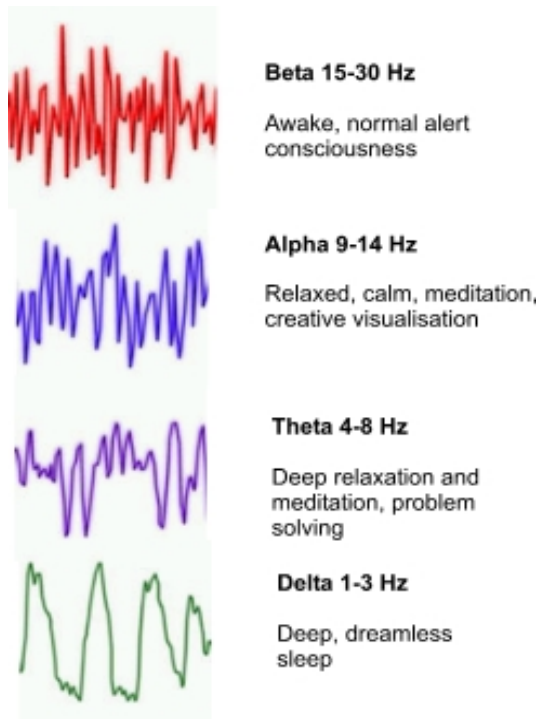 Beta 15-30 Hz
Awake, normal alert
consciousness
Alpha 9-14 Hz
Relaxed, calm, meditation,
creative visualisation
Theta 4-8 Hz
Deep relaxation and
meditation, problem
solving
Delta 1-3 Hz
Deep, dreamless
sleep